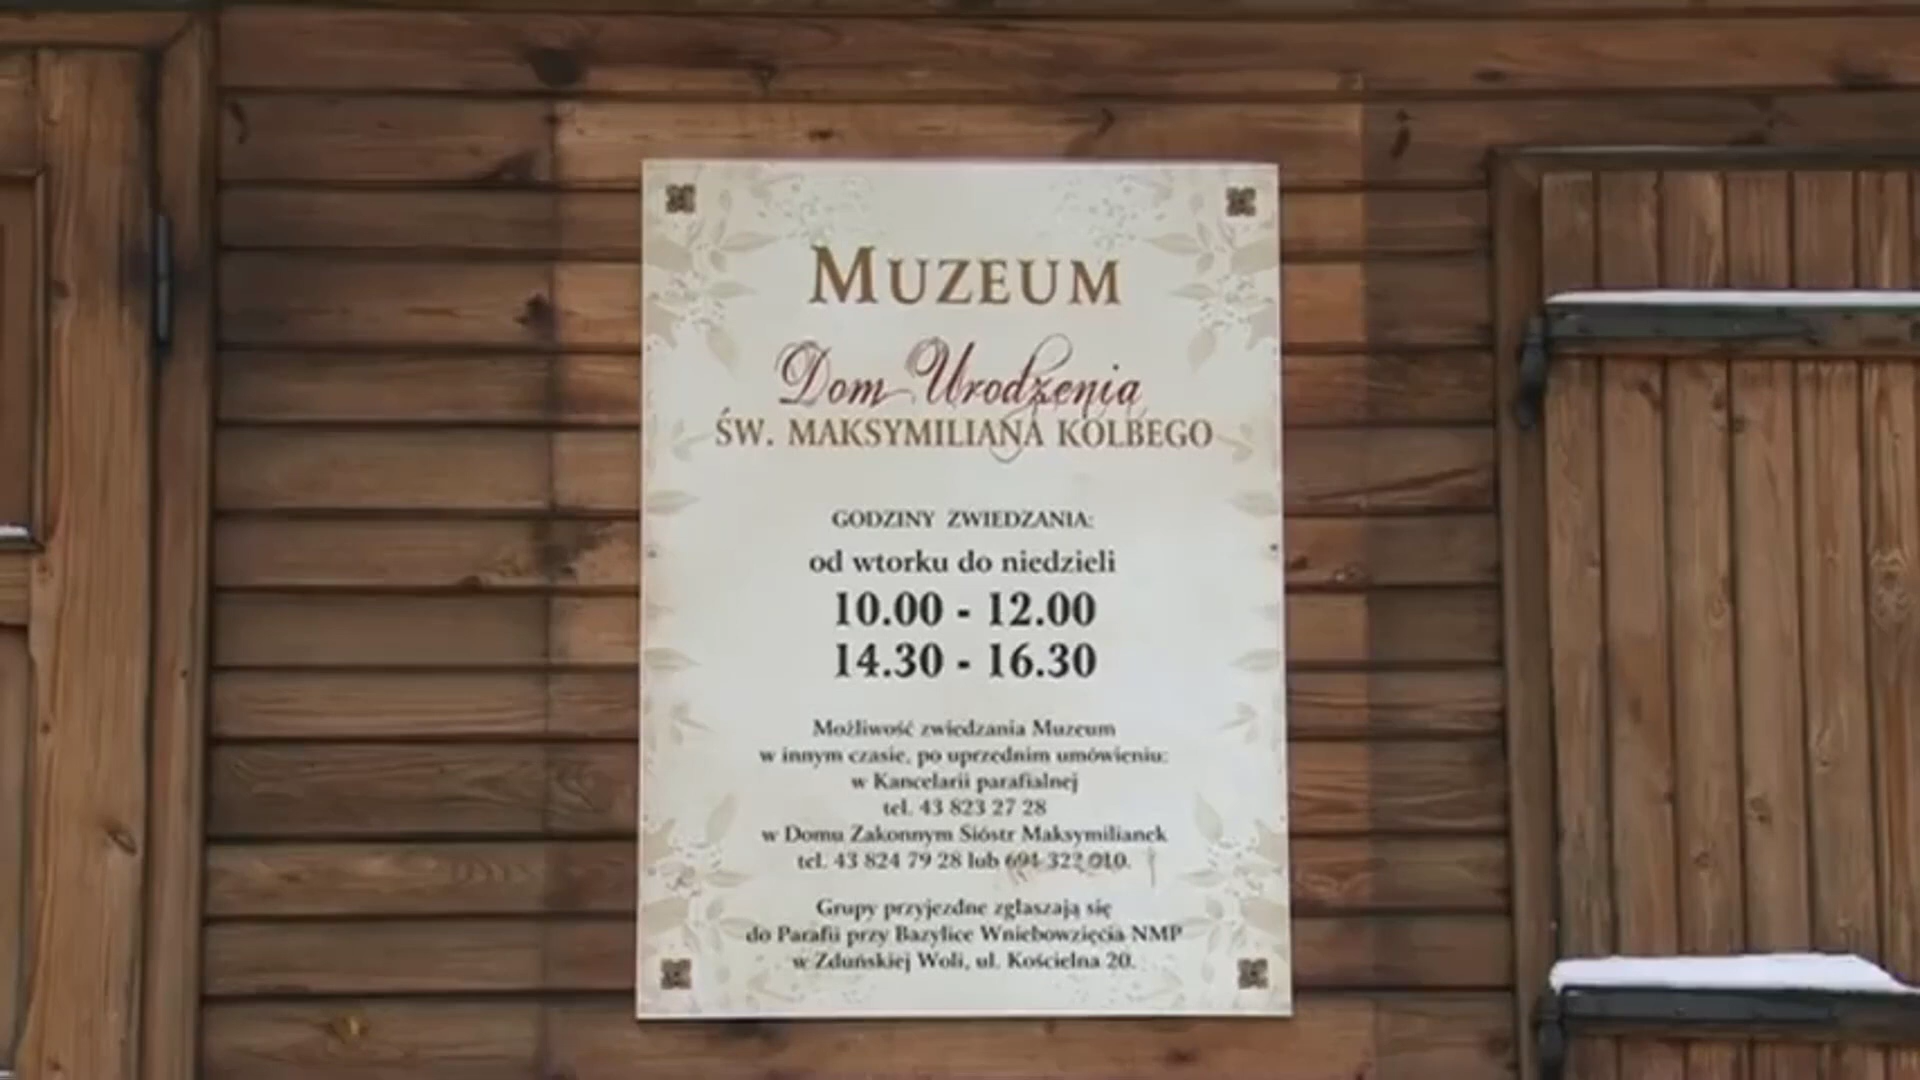 MUZEUM
Dom Urodzenia
ŚW. MAKSYMILIANA KOLBEGO
GODZINY ZWIEDZANIA:
od wtorku do niedzieli
10.00 - 12.00
14.30 - 16.30
Możliwość zwiedzania Muzeum
w innym czasie, po uprzednim umówieniu:
w Kancelarii parafialnej
tel. 43 823 27 28
w Domu Zakonnym Sióstr Maksymilianek
tel. 43 824 79 28 lub 694 322 010.
Grupy przyjezdne zgłaszają się
do Parafii przy Bazylice Wniebowzięcia NMP
w Zduńskiej Woli, ul. Kościelna 20.